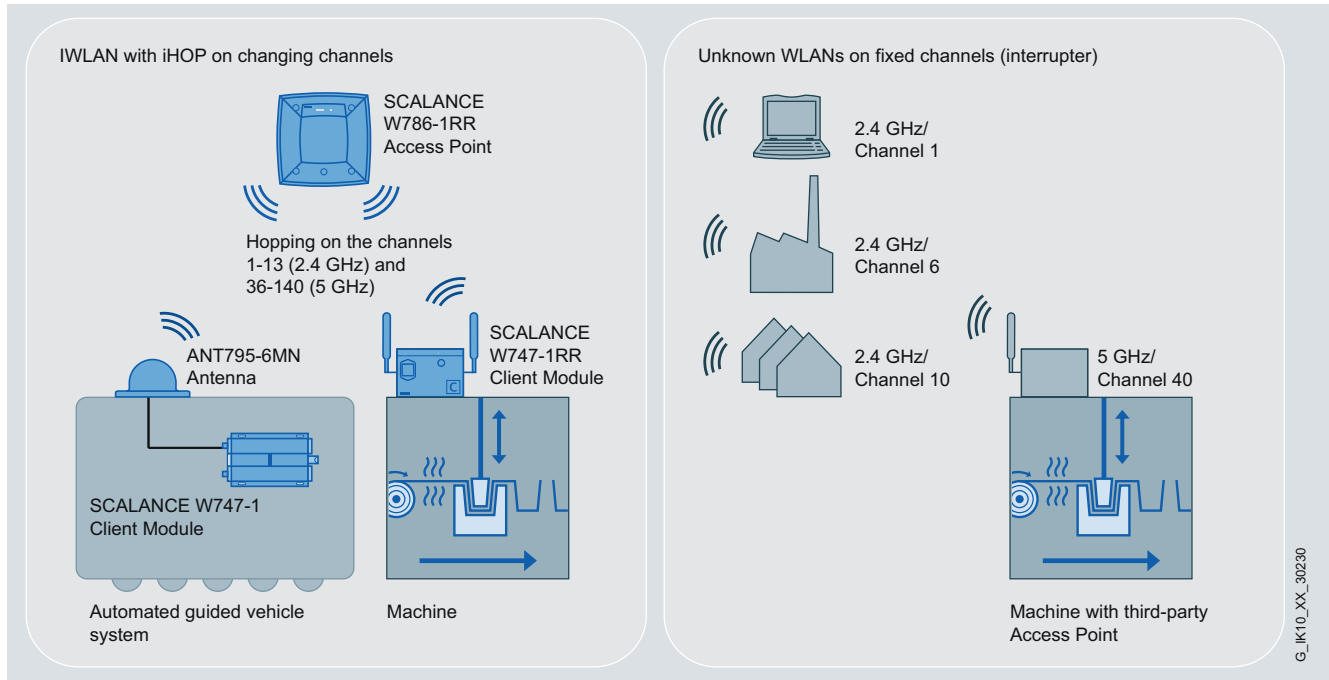 IWLAN with iHOP on changing channels
SCALANCE
W786-1RR
Access Point
Hopping on the channels
1-13 (2.4 GHz) and
36-140 (5 GHz)
ANT795-6MN
Antenna
SCALANCE
W747-1RR
Client Module
C
SCALANCE W747-1
Client Module
Automated guided vehicle
system
Machine
Unknown WLANs on fixed channels (interrupter)
2.4 GHz/
Channel 1
2.4 GHz/
Channel 6
2.4 GHz/
Channel 10
5 GHz/
Channel 40
Machine with third-party
Access Point
G_IK10_XX_30230